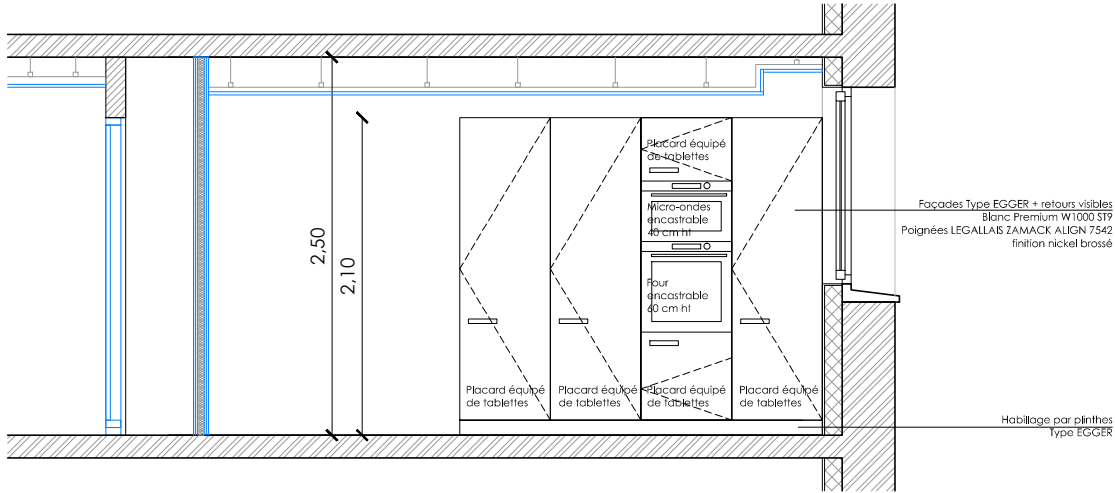 2,50
2,10
Placard équipé
de tablettes
Micro-ondes
encastrable
40 cm ht
Four
encastrable
60 cm ht
Placard équipé
de tablettes
Placard équipé
de tablettes
Placard équipé
de tablettes
Placard équipé
de tablettes
Façades Type EGGER + retours visibles
Blanc Premium W1000 ST9
Poignées LEGALLAIS ZAMACK ALIGN 7542
finition nickel brossé
Habillage par plinthes
Type EGGER